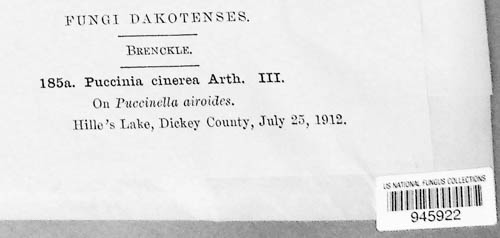 FUNGI DAKOTENSES.
BRENCKLE.
185a. Puccinia cinerea Arth. III.
On Puccinella airoides.
Hille's Lake, Dickey County, July 25, 1912.
US NATIONAL FUNGUS COLLECTIONS
945922